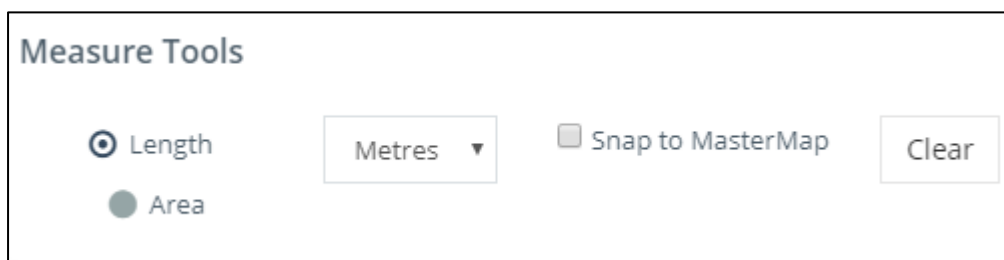 Measure Tools
Length
Metres
Snap to MasterMap
Clear
Area